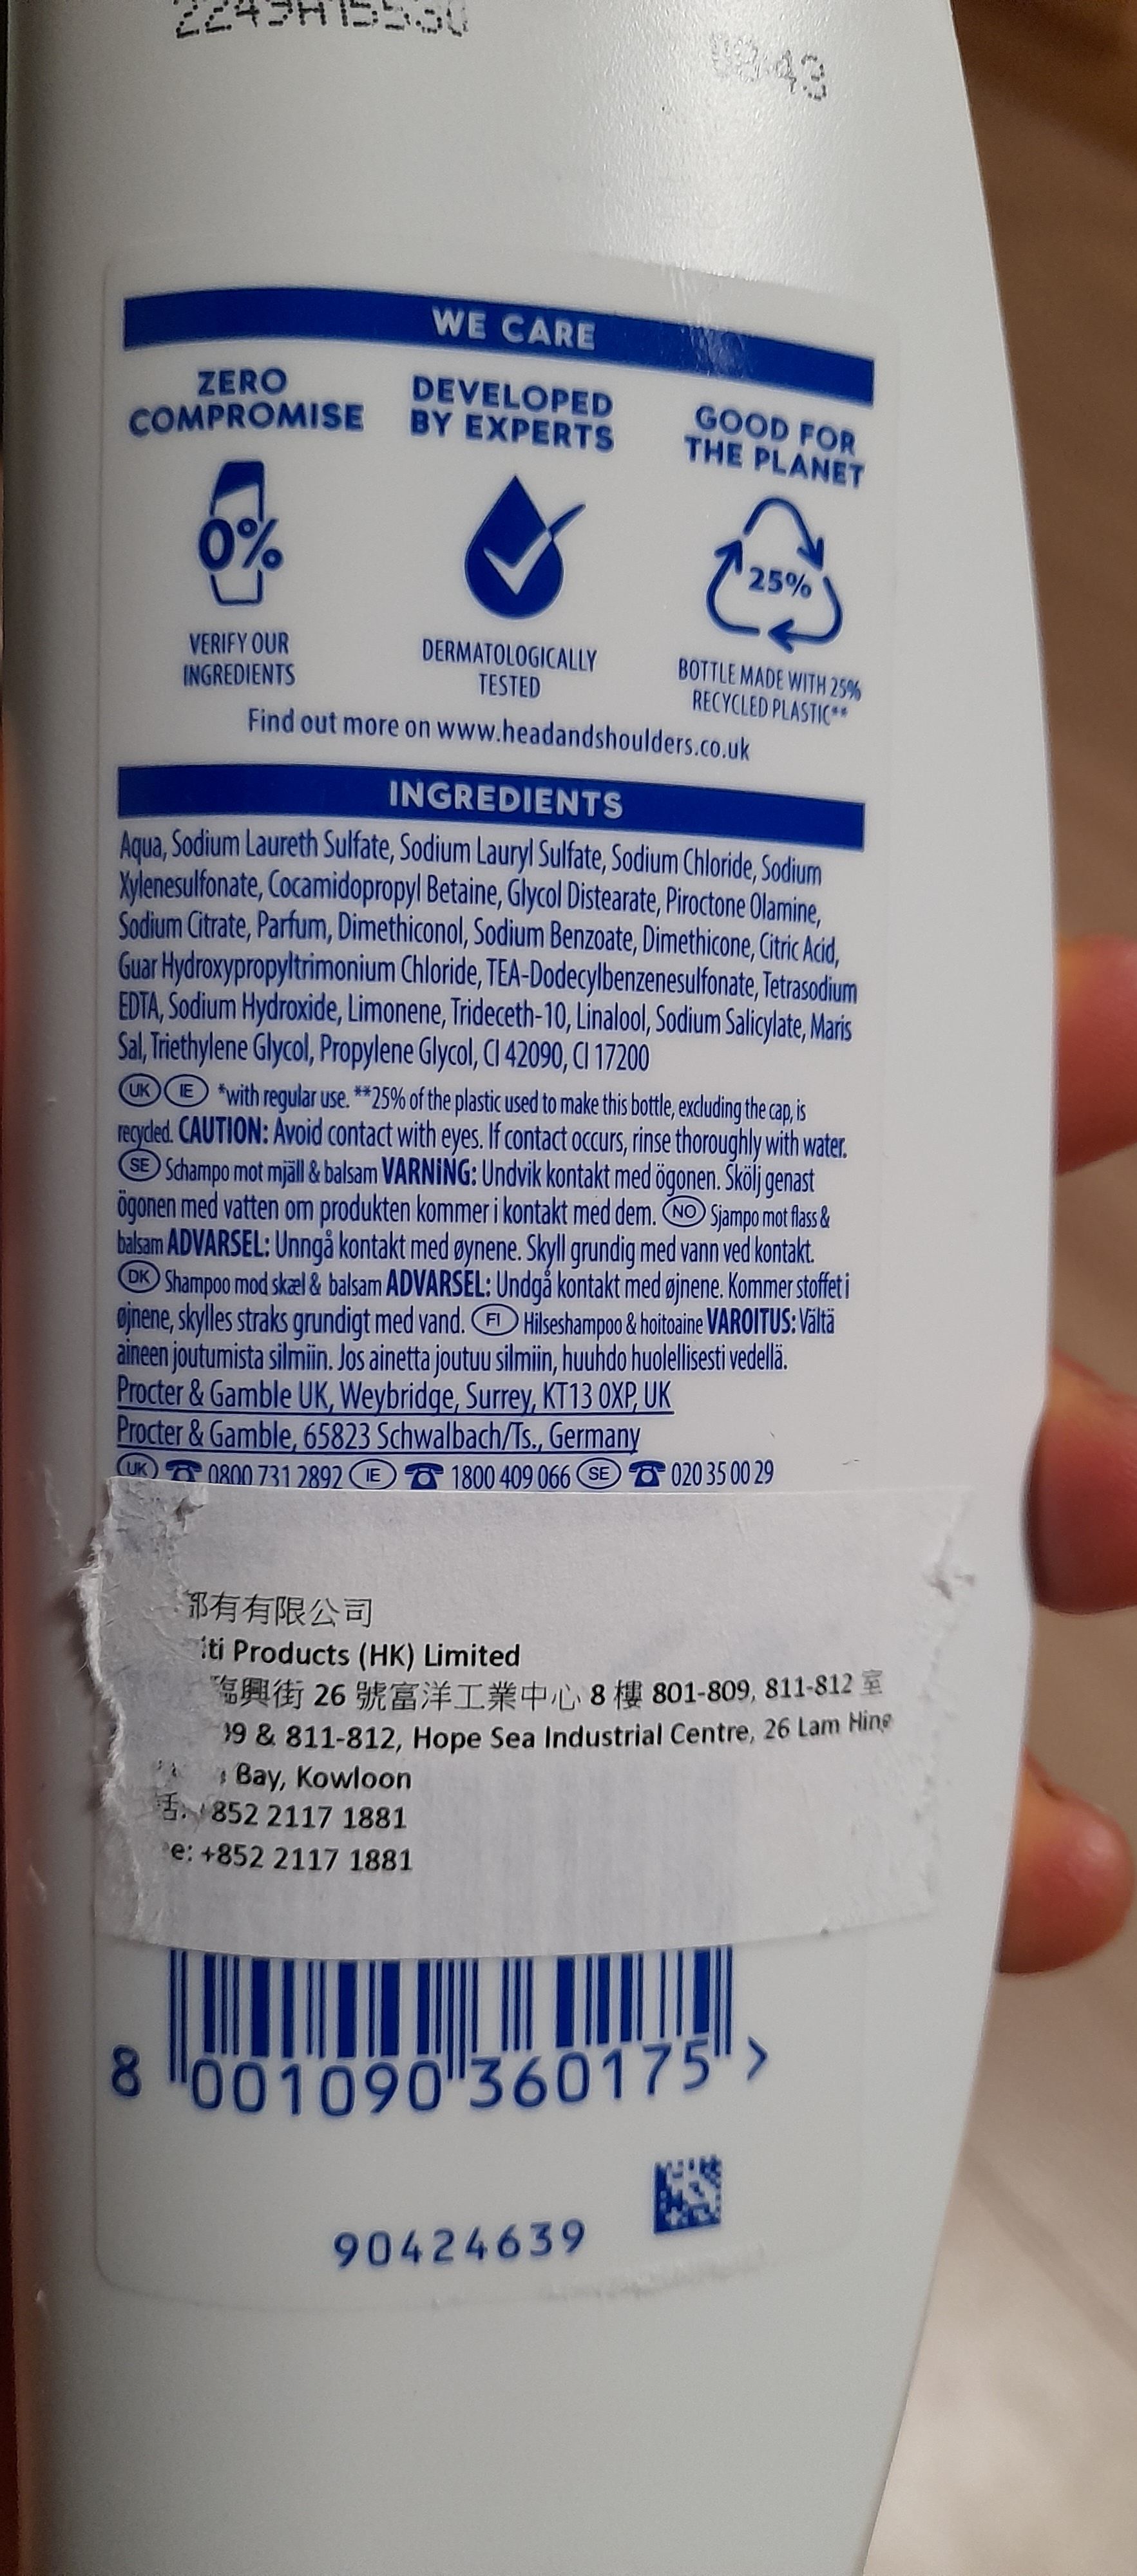 WE CARE
ZERO
COMPROMISE
DEVELOPED
BY EXPERTS
GOOD FOR
THE PLANET
0%
25%
VERIFY OUR
INGREDIENTS
DERMATOLOGICALLY
TESTED
BOTTLE MADE WITH 25%
RECYCLED PLASTIC**
Find out more on www.headandshoulders.co.uk
INGREDIENTS
Aqua, Sodium Laureth Sulfate, Sodium Lauryl Sulfate, Sodium Chloride, Sodium
Xylenesulfonate, Cocamidopropyl Betaine, Glycol Distearate, Piroctone Olamine,
Sodium Citrate, Parfum, Dimethiconol, Sodium Benzoate, Dimethicone, Citric Acid,
Guar Hydroxypropyltrimonium Chloride, TEA-Dodecylbenzenesulfonate, Tetrasodium
EDTA, Sodium Hydroxide, Limonene, Trideceth-10, Linalool, Sodium Salicylate, Maris
Sal, Triethylene Glycol, Propylene Glycol, CI 42090, CI 17200
UK IE *with regular use. **25% of the plastic used to make this bottle, excluding the cap, is
recycled. CAUTION: Avoid contact with eyes. If contact occurs, rinse thoroughly with water.
SE Schampo mot mjäll & balsam VARNiNG: Undvik kontakt med ögonen. Skölj genast
ögonen med vatten om produkten kommer i kontakt med dem. NO Sjampo mot flass &
balsam ADVARSEL: Unngå kontakt med øynene. Skyll grundig med vann ved kontakt.
DK Shampoo mod skæl & balsam ADVARSEL: Undgå kontakt med øjnene. Kommer stoffet i
øjnene, skylles straks grundigt med vand. FI Hilseshampoo & hoitoaine VAROITUS: Vältä
aineen joutumista silmiin. Jos ainetta joutuu silmiin, huuhdo huolellisesti vedellä.
Procter & Gamble UK, Weybridge, Surrey, KT13 0XP, UK
Procter & Gamble, 65823 Schwalbach/Ts., Germany
UK ☎ 0800 731 2892 IE ☎ 1800 409 066 SE ☎ 020 35 00 29
都有有限公司
Products (HK) Limited
興街 26 號富洋工業中心 8 樓 801-809, 811-812 室
& 811-812, Hope Sea Industrial Centre, 26 Lam Hing
Bay, Kowloon
852 2117 1881
+852 2117 1881
8 001090 360175 >
90424639